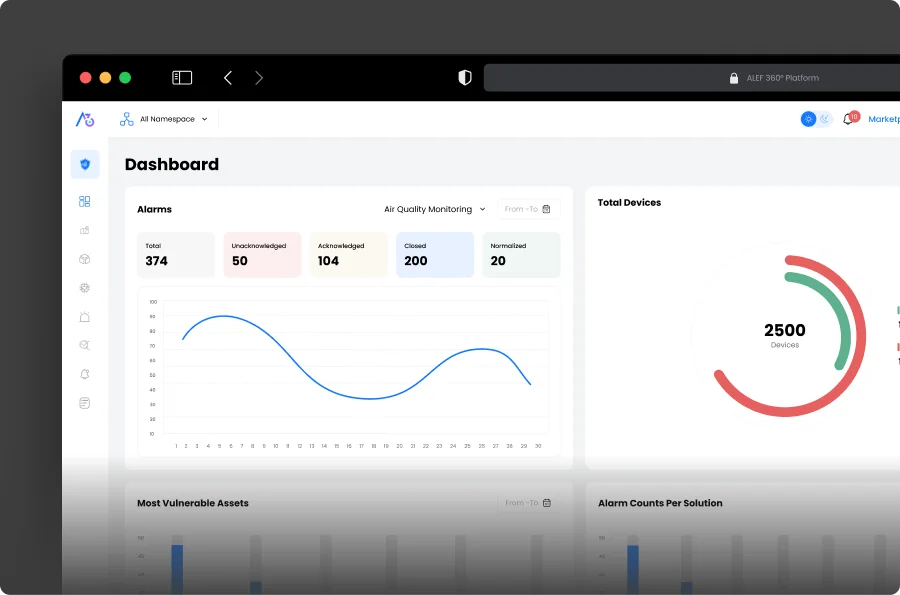 ALEF 360° Platform
All Namespace
10
Marketp
Dashboard
Alarms
Air Quality Monitoring
From -To
Total
374
Unacknowledged
50
Acknowledged
104
Closed
200
Normalized
20
100
90
80
70
60
50
40
30
20
10
1 2 3 4 5 6 7 8 9 10 11 12 13 14 15 16 17 18 19 20 21 22 23 24 25 26 27 28 29 30
Total Devices
2500
Devices
Most Vulnerable Assets
From -To
Alarm Counts Per Solution